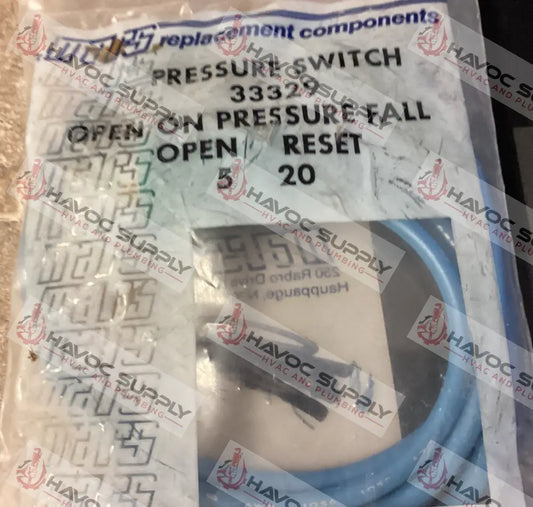 replacement components
PRESSURE SWITCH
33329
OPEN ON PRESSURE FALL
OPEN RESET
5 20
250 Rabro Drive
Hauppauge, N
HAVOC SUPPLY
HVAC AND PLUMBING